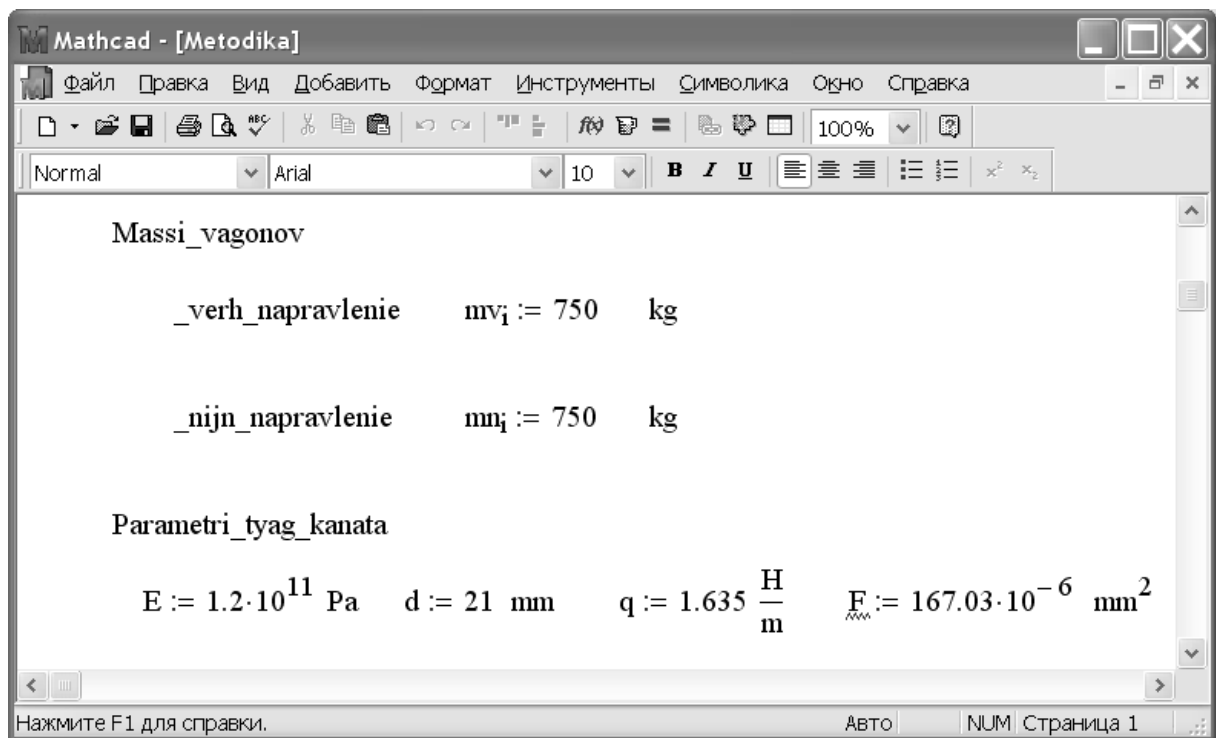 Mathcad - [Metodika]
Файл Правка Вид Добавить Формат Инструменты Символика Окно Справка
100%
Normal Arial 10 B I U
Massi_vagonov
_verh_napravlenie mvᵢ := 750 kg
_nijn_napravlenie mnᵢ := 750 kg
Parametri_tyag_kanata
E := 1.2·10¹¹ Pa d := 21 mm q := 1.635 H/m F := 167.03·10⁻⁶ mm²
Нажмите F1 для справки. АВТО NUM Страница 1